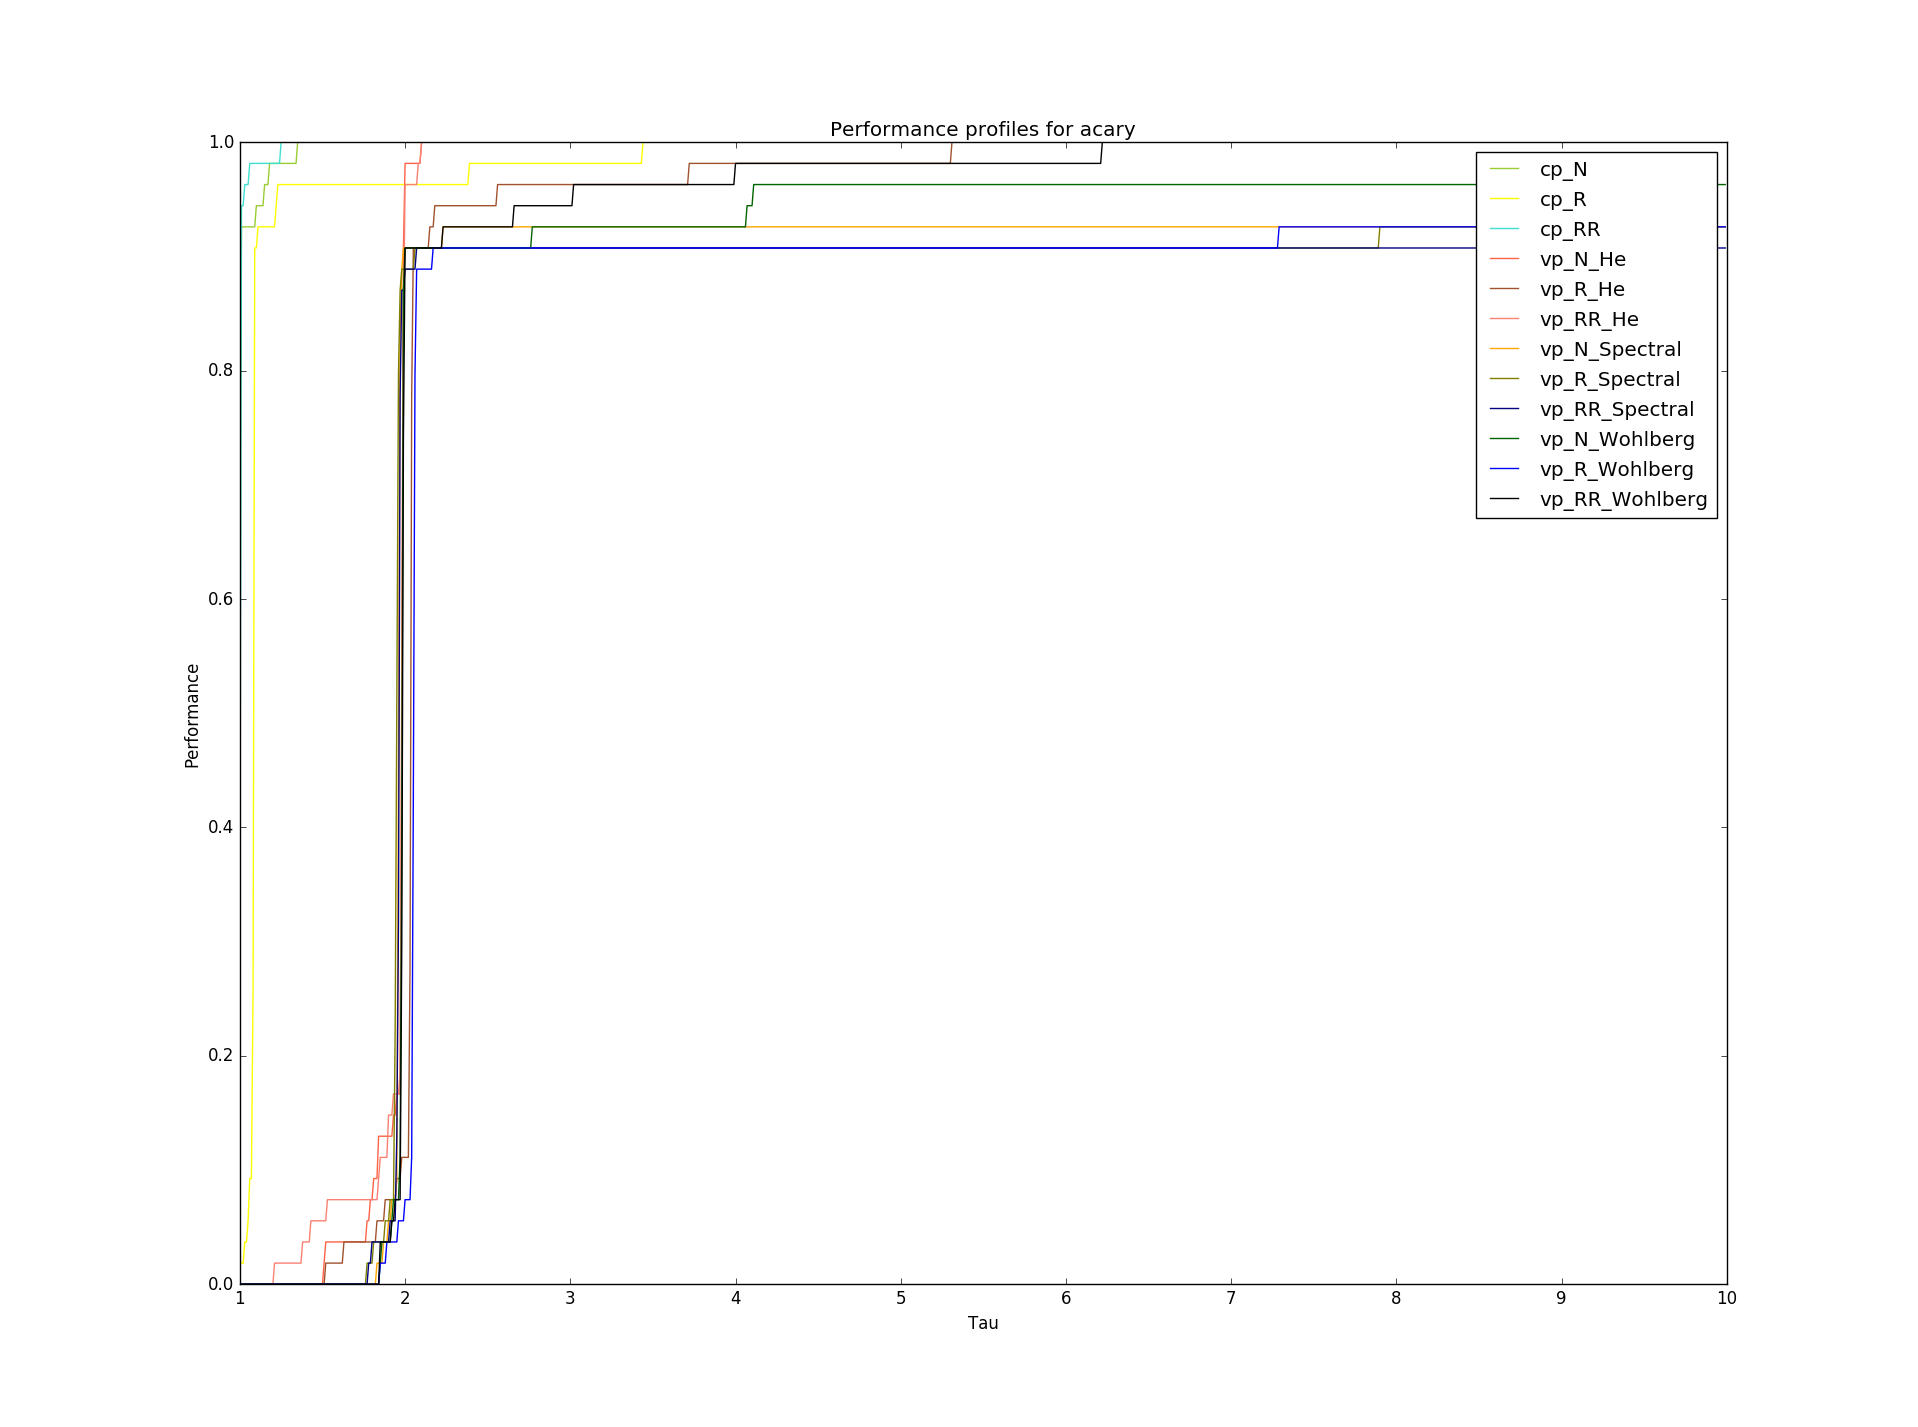 Performance profiles for acary
1.0
0.8
0.6
0.4
0.2
0.0
Performance
cp_N
cp_R
cp_RR
vp_N_He
vp_R_He
vp_RR_He
vp_N_Spectral
vp_R_Spectral
vp_RR_Spectral
vp_N_Wohlberg
vp_R_Wohlberg
vp_RR_Wohlberg
1 2 3 4 5 6 7 8 9 10
Tau